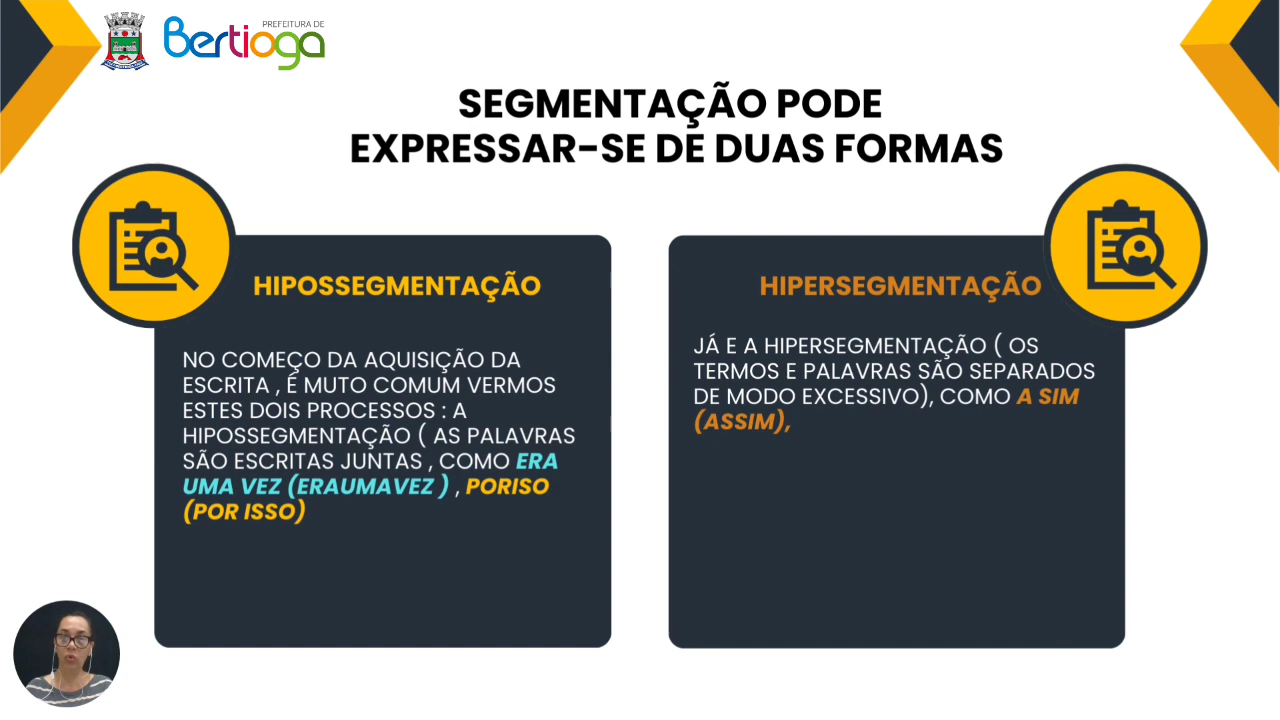 PREFEITURA DE
Bertioga
SEGMENTAÇÃO PODE
EXPRESSAR-SE DE DUAS FORMAS
HIPOSSEGMENTAÇÃO
NO COMEÇO DA AQUISIÇÃO DA
ESCRITA , É MUTO COMUM VERMOS
ESTES DOIS PROCESSOS : A
HIPOSSEGMENTAÇÃO ( AS PALAVRAS
SÃO ESCRITAS JUNTAS , COMO ERA
UMA VEZ (ERAUMAVEZ ) , PORISO
(POR ISSO)
HIPERSEGMENTAÇÃO
JÁ E A HIPERSEGMENTAÇÃO ( OS
TERMOS E PALAVRAS SÃO SEPARADOS
DE MODO EXCESSIVO), COMO A SIM
(ASSIM),